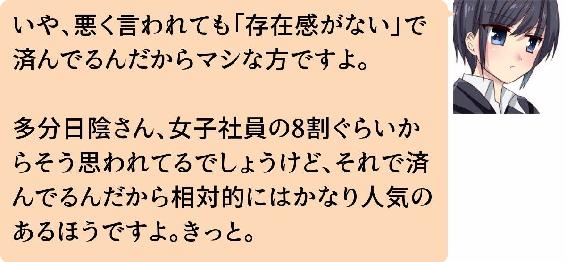 いや、悪く言われても「存在感がない」で
済んでるんだからマシな方ですよ。
多分日陰さん、女子社員の8割ぐらいか
らそう思われてるでしょうけど、それで済
んでるんだから相対的にはかなり人気の
あるほうですよ。きっと。